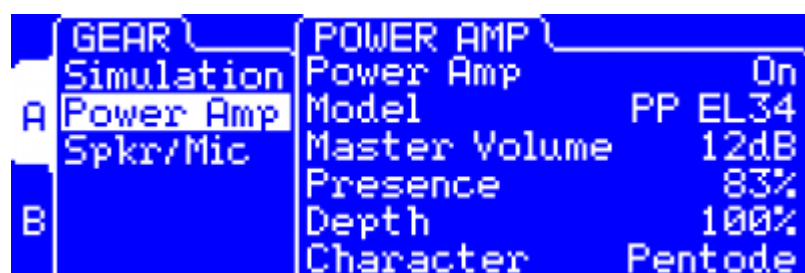 GEAR POWER AMP
Simulation Power Amp On
A Power Amp Model PP EL34
Spkr/Mic Master Volume 12dB
Presence 83%
B Depth 100%
Character Pentode